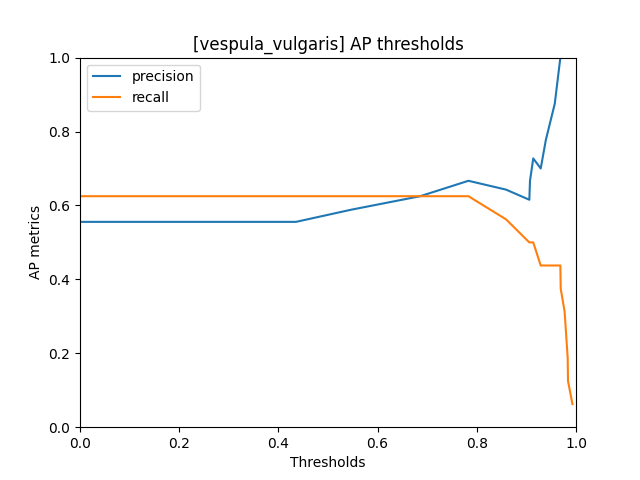 [vespula_vulgaris] AP thresholds
precision
recall
AP metrics
1.0
0.8
0.6
0.4
0.2
0.0
0.0 0.2 0.4 0.6 0.8 1.0
Thresholds